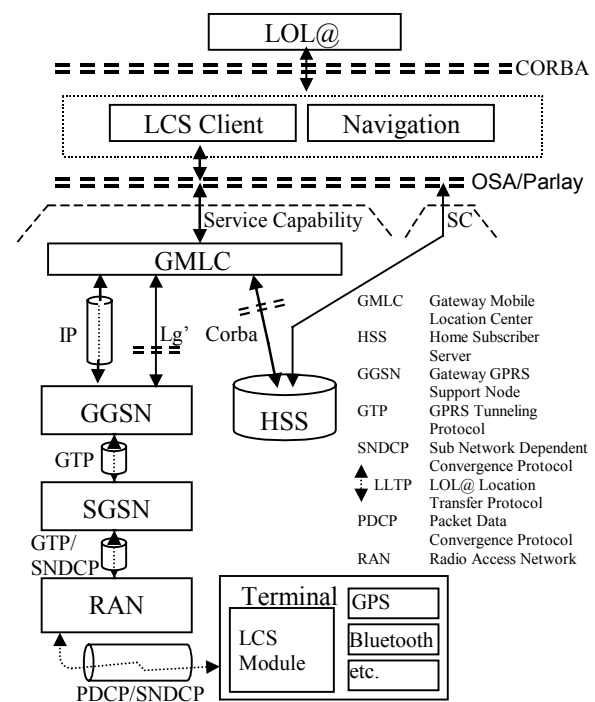 LOL@
CORBA
LCS Client
Navigation
OSA/Parlay
Service Capability
SC
GMLC
IP
Lg’
Corba
GGSN
HSS
GTP
SGSN
GTP/
SNDCP
RAN
PDCP/SNDCP
Terminal
LCS
Module
GPS
Bluetooth
etc.
GMLC Gateway Mobile
Location Center
HSS Home Subscriber
Server
GGSN Gateway GPRS
Support Node
GTP GPRS Tunneling
Protocol
SNDCP Sub Network Dependent
Convergence Protocol
LLTP LOL@ Location
Transfer Protocol
PDCP Packet Data
Convergence Protocol
RAN Radio Access Network